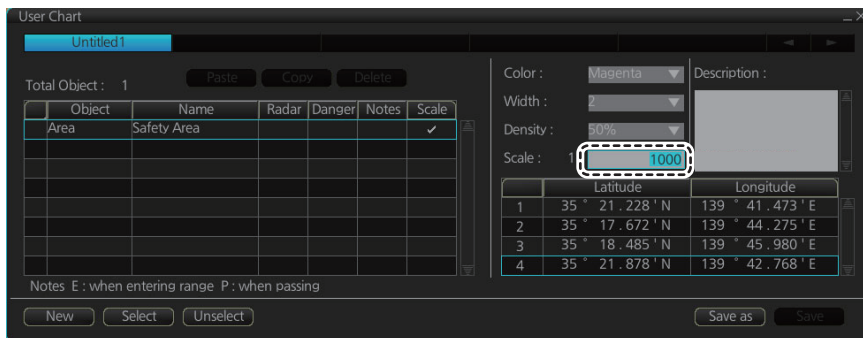 User Chart
Untitled1
Total Object : 1 Paste Copy Delete
Object Name Radar Danger Notes Scale
Area Safety Area ✓
Notes E : when entering range P : when passing
New Select Unselect
Color : Magenta
Width : 2
Density : 50%
Scale : 1 1000
Description :
Latitude Longitude
1 35 ° 21 . 228 ' N 139 ° 41 . 473 ' E
2 35 ° 17 . 672 ' N 139 ° 44 . 275 ' E
3 35 ° 18 . 485 ' N 139 ° 45 . 980 ' E
4 35 ° 21 . 878 ' N 139 ° 42 . 768 ' E
Save as Save